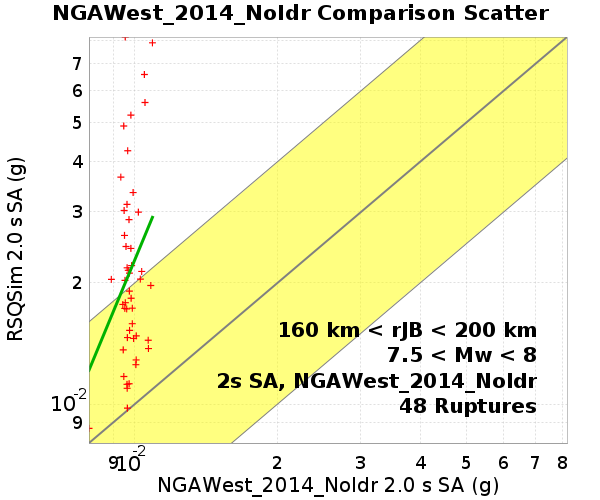 NGAWest_2014_NoIdr Comparison Scatter
RSQSim 2.0 s SA (g)
7
6
5
4
3
2
10-2
9
160 km < rJB < 200 km
7.5 < Mw < 8
2s SA, NGAWest_2014_NoIdr
48 Ruptures
9 10-2 2 3 4 5 6 7 8
NGAWest_2014_NoIdr 2.0 s SA (g)